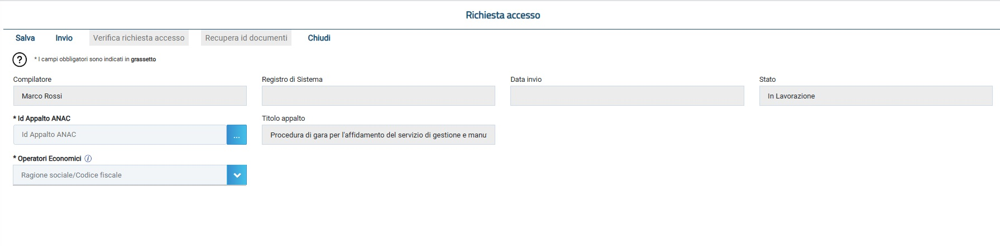 Richiesta accesso
Salva Invio Verifica richiesta accesso Recupera id documenti Chiudi
? * I campi obbligatori sono indicati in grassetto
Compilatore Registro di Sistema Data invio Stato
Marco Rossi In Lavorazione
* Id Appalto ANAC Titolo appalto
Id Appalto ANAC ... Procedura di gara per l'affidamento del servizio di gestione e manu
* Operatori Economici i
Ragione sociale/Codice fiscale